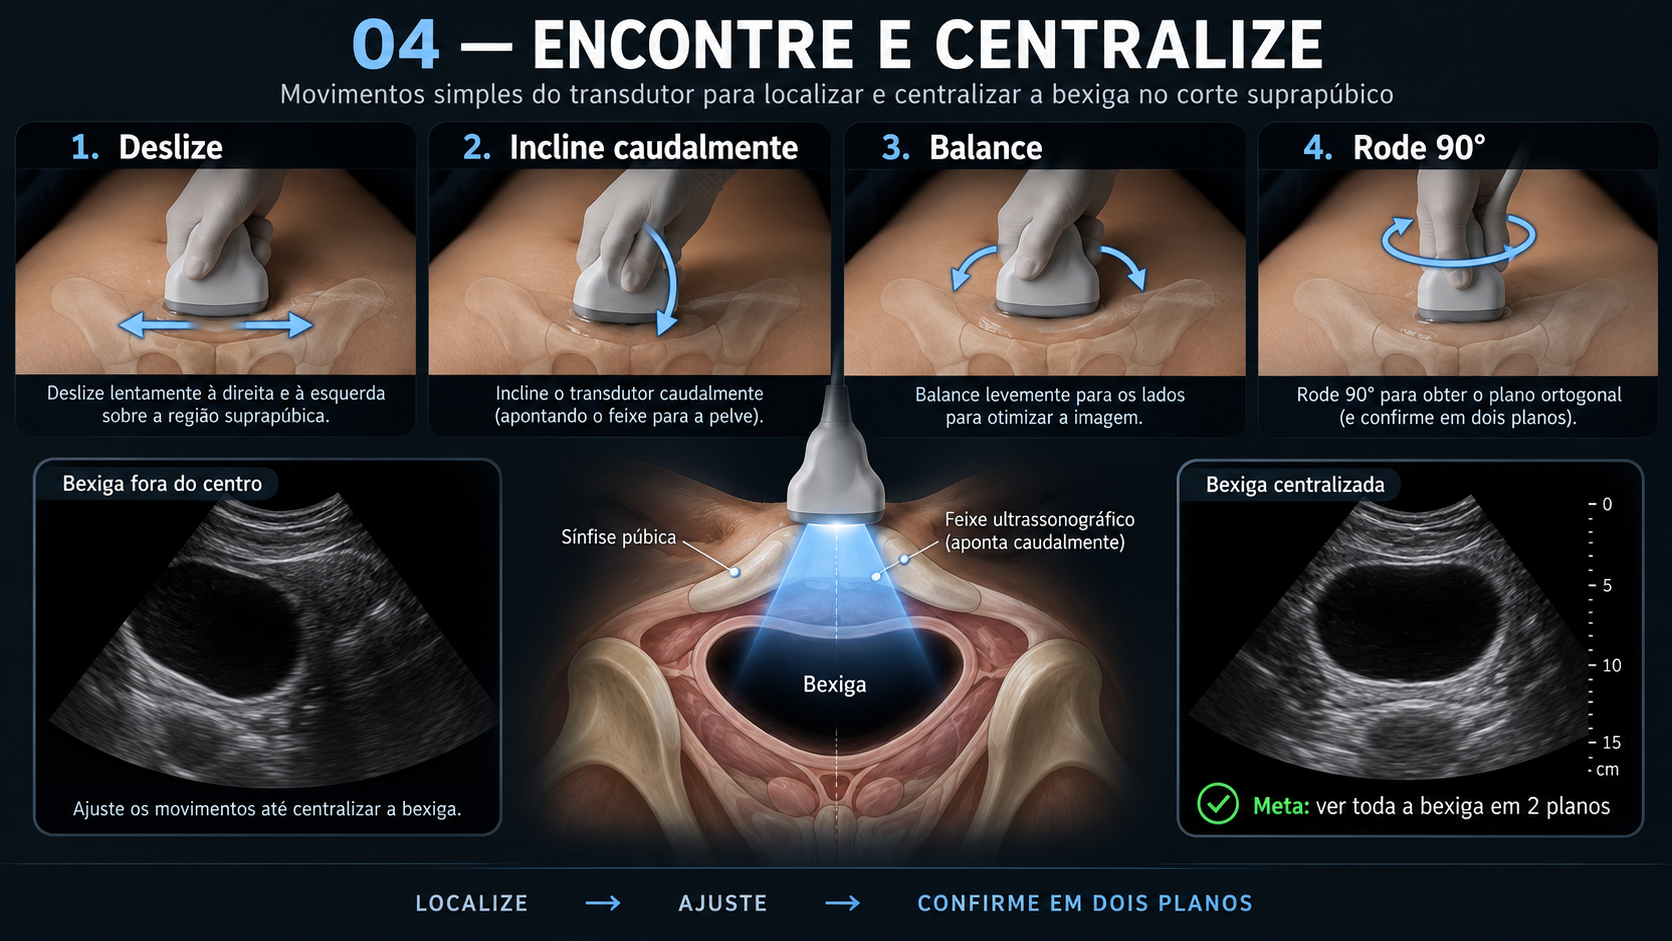 04 — ENCONTRE E CENTRALIZE
Movimentos simples do transdutor para localizar e centralizar a bexiga no corte suprapúbico
1. Deslize
Deslize lentamente à direita e à esquerda
sobre a região suprapúbica.
2. Incline caudalmente
Incline o transdutor caudalmente
(apontando o feixe para a pelve).
3. Balance
Balance levemente para os lados
para otimizar a imagem.
4. Rode 90°
Rode 90° para obter o plano ortogonal
(e confirme em dois planos).
Bexiga fora do centro
Ajuste os movimentos até centralizar a bexiga.
Sínfise púbica
Feixe ultrassonográfico
(aponta caudalmente)
Bexiga
Bexiga centralizada
0
5
10
15
cm
Meta: ver toda a bexiga em 2 planos
LOCALIZE → AJUSTE → CONFIRME EM DOIS PLANOS